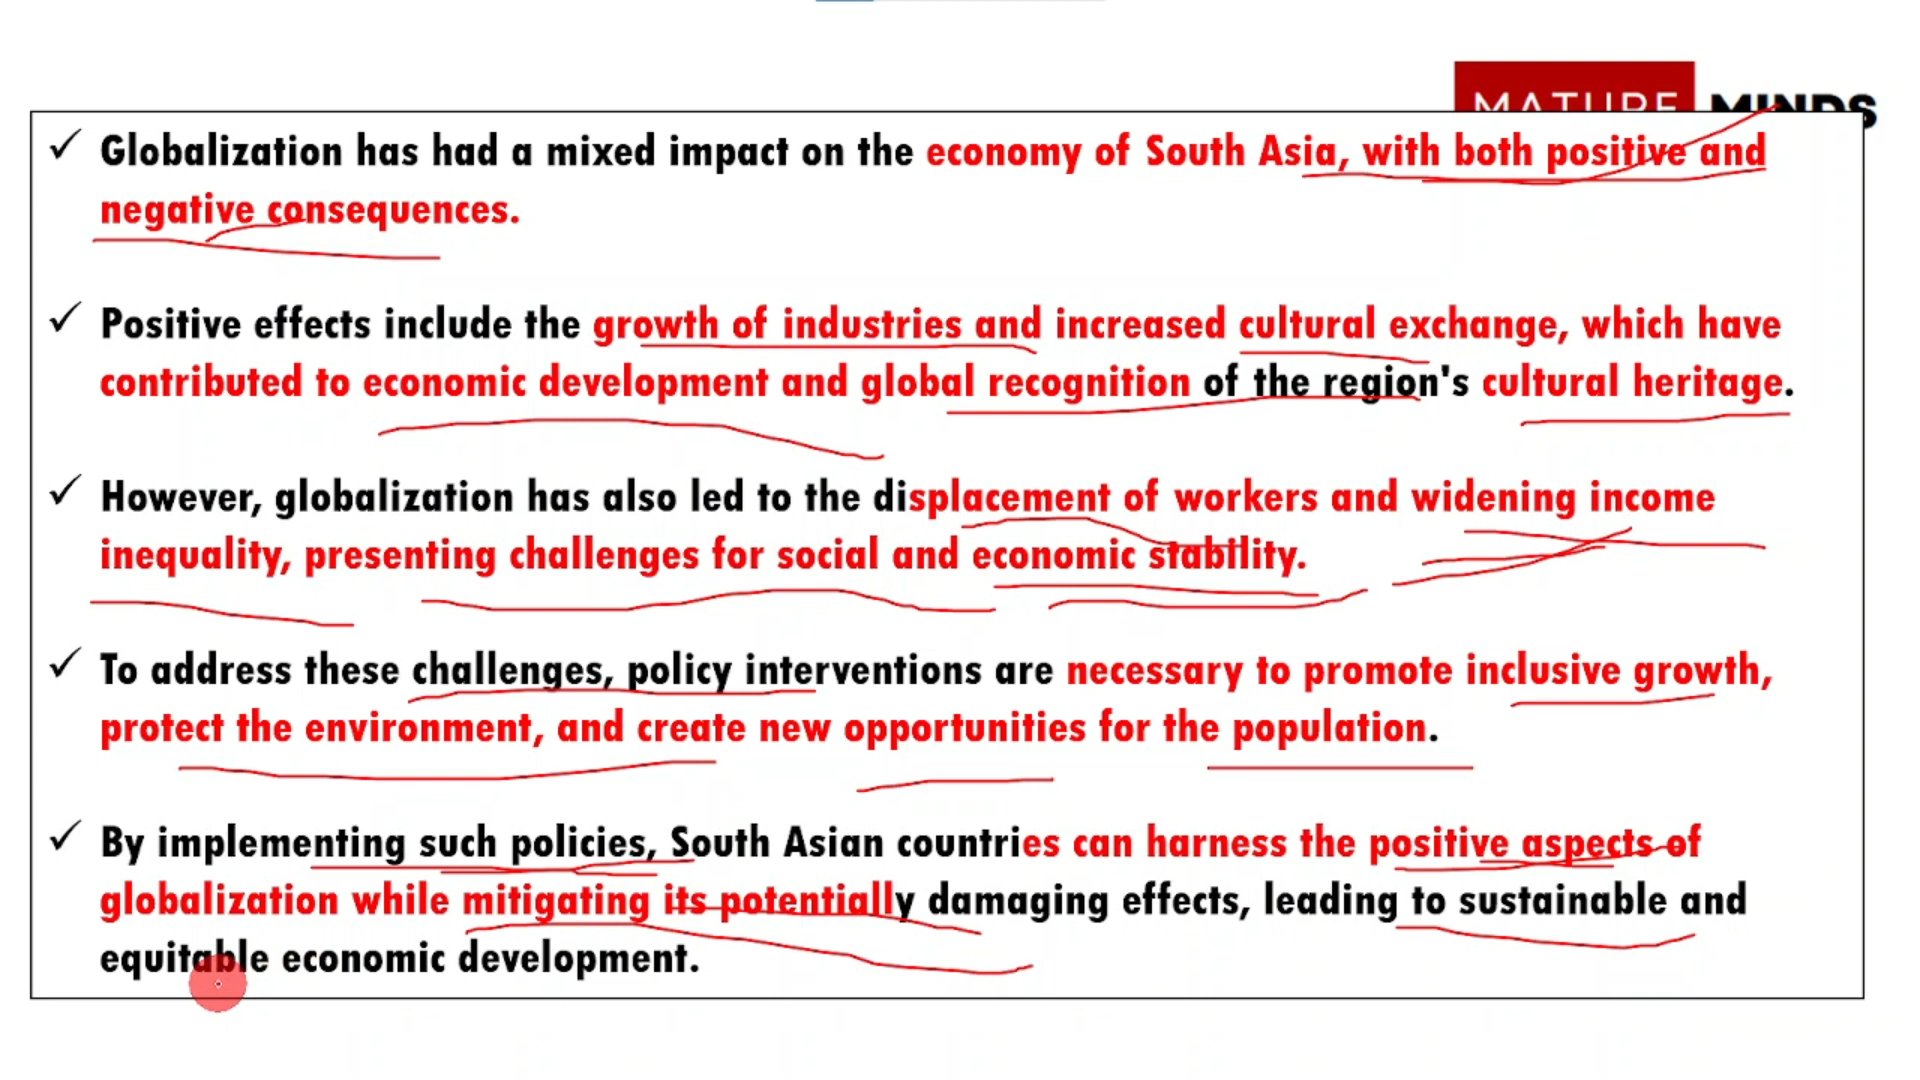 MATURE MINDS
✓ Globalization has had a mixed impact on the economy of South Asia, with both positive and
negative consequences.
✓ Positive effects include the growth of industries and increased cultural exchange, which have
contributed to economic development and global recognition of the region's cultural heritage.
✓ However, globalization has also led to the displacement of workers and widening income
inequality, presenting challenges for social and economic stability.
✓ To address these challenges, policy interventions are necessary to promote inclusive growth,
protect the environment, and create new opportunities for the population.
✓ By implementing such policies, South Asian countries can harness the positive aspects of
globalization while mitigating its potentially damaging effects, leading to sustainable and
equitable economic development.